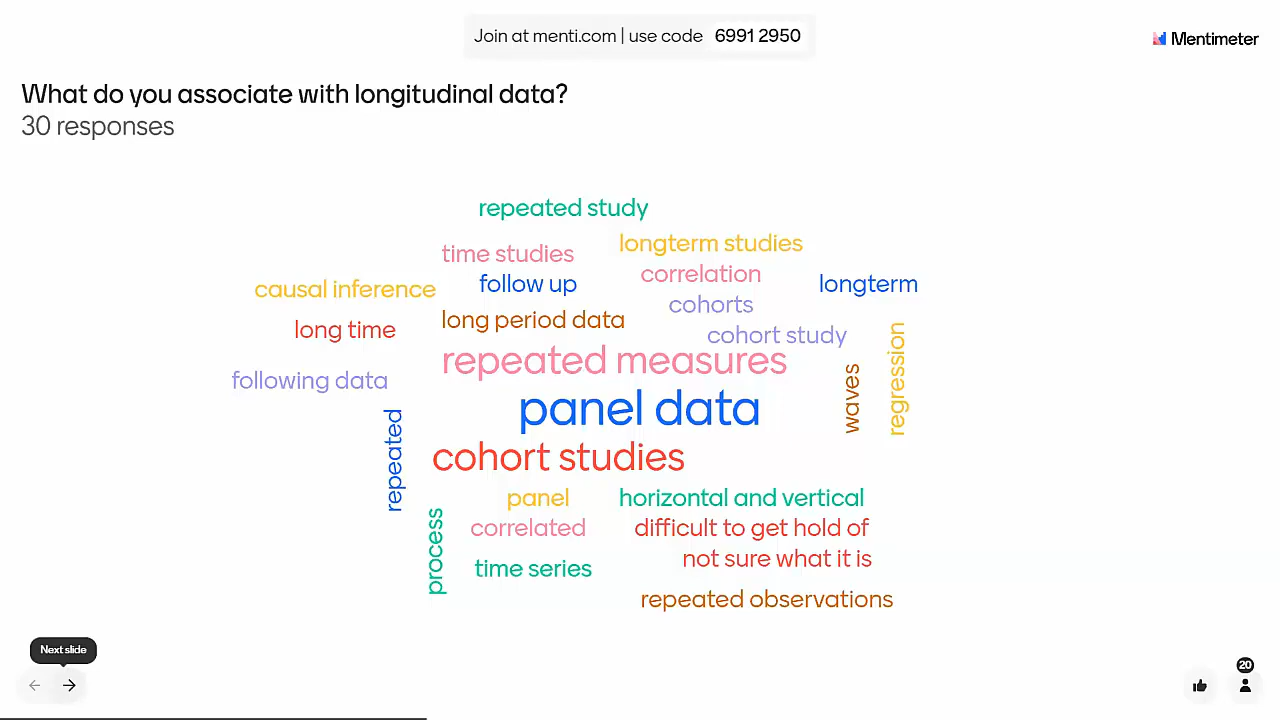 Join at menti.com | use code 6991 2950
Mentimeter
What do you associate with longitudinal data?
30 responses
repeated study
longterm studies
time studies
correlation
follow up
longterm
causal inference
cohorts
long period data
long time
cohort study
repeated measures
regression
following data
waves
panel data
repeated
cohort studies
panel
horizontal and vertical
correlated
difficult to get hold of
process
not sure what it is
time series
repeated observations
Next slide
20